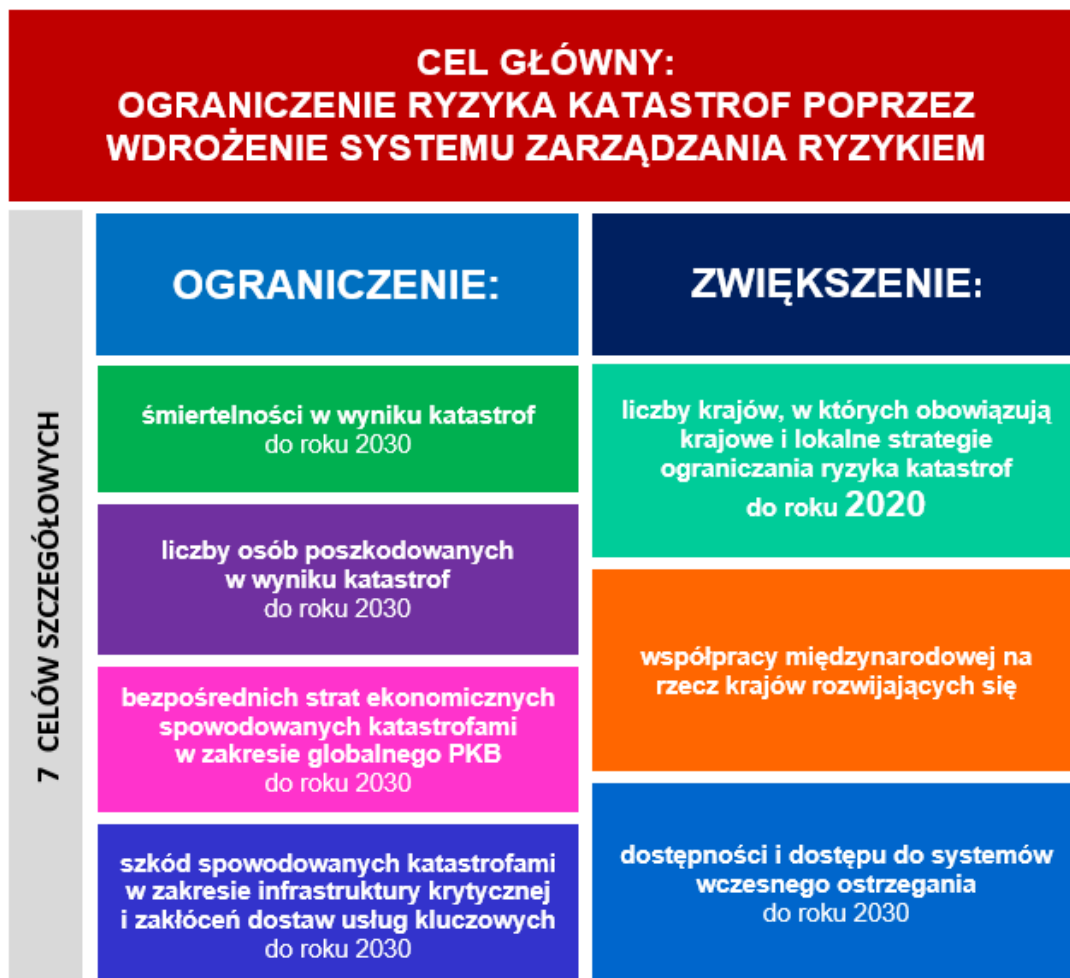 CEL GŁÓWNY:
OGRANICZENIE RYZYKA KATASTROF POPRZEZ
WDROŻENIE SYSTEMU ZARZĄDZANIA RYZYKIEM
7 CELÓW SZCZEGÓŁOWYCH
OGRANICZENIE:
śmiertelności w wyniku katastrof
do roku 2030
liczby osób poszkodowanych
w wyniku katastrof
do roku 2030
bezpośrednich strat ekonomicznych
spowodowanych katastrofami
w zakresie globalnego PKB
do roku 2030
szkód spowodowanych katastrofami
w zakresie infrastruktury krytycznej
i zakłóceń dostaw usług kluczowych
do roku 2030
ZWIĘKSZENIE:
liczby krajów, w których obowiązują
krajowe i lokalne strategie
ograniczania ryzyka katastrof
do roku 2020
współpracy międzynarodowej na
rzecz krajów rozwijających się
dostępności i dostępu do systemów
wczesnego ostrzegania
do roku 2030